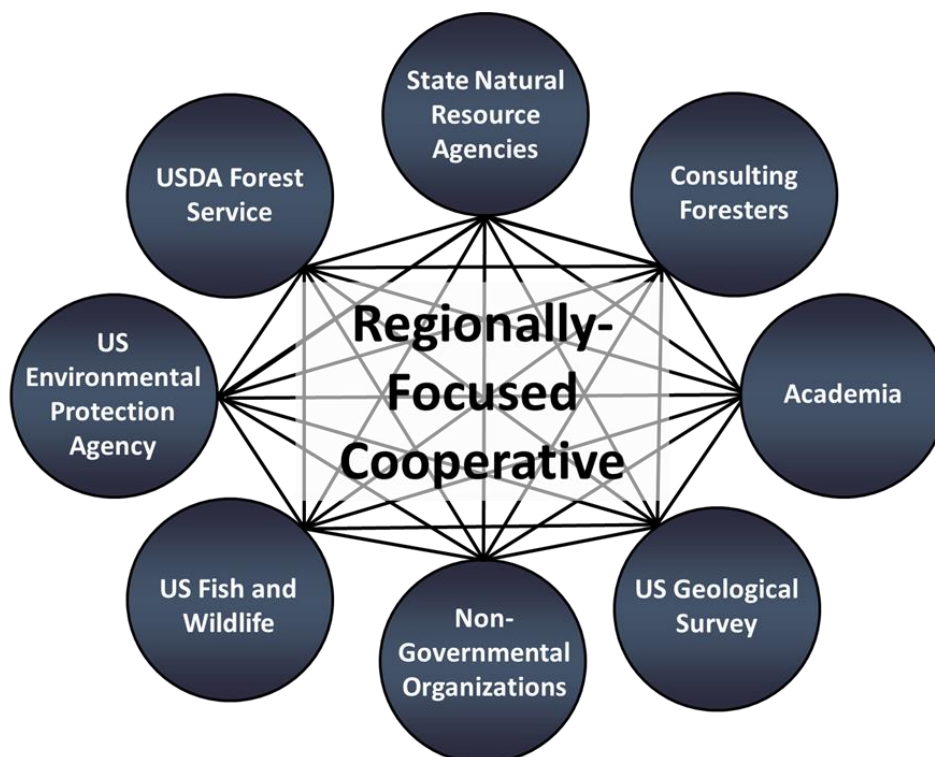 State Natural
Resource
Agencies
USDA Forest
Service
Consulting
Foresters
US
Environmental
Protection
Agency
Regionally-
Focused
Cooperative
Academia
US Fish and
Wildlife
US Geological
Survey
Non-
Governmental
Organizations